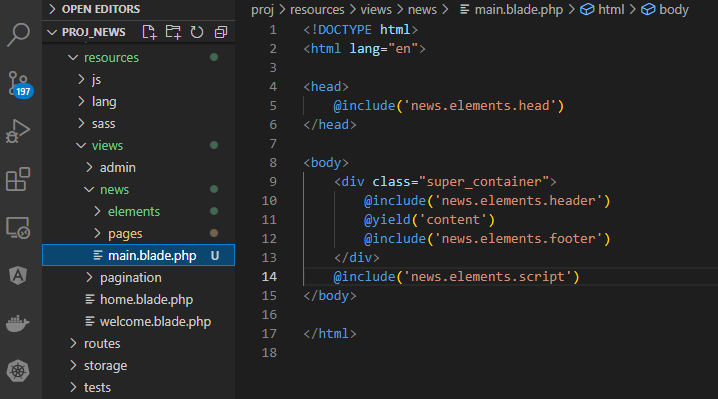 OPEN EDITORS
PROJ_NEWS
resources
js
lang
sass
views
admin
news
elements
pages
main.blade.php U
pagination
home.blade.php
welcome.blade.php
routes
storage
tests
197
proj > resources > views > news > main.blade.php > html > body
1 <!DOCTYPE html>
2 <html lang="en">
3
4 <head>
5     @include('news.elements.head')
6 </head>
7
8 <body>
9     <div class="super_container">
10         @include('news.elements.header')
11         @yield('content')
12         @include('news.elements.footer')
13     </div>
14     @include('news.elements.script')
15 </body>
16
17 </html>
18